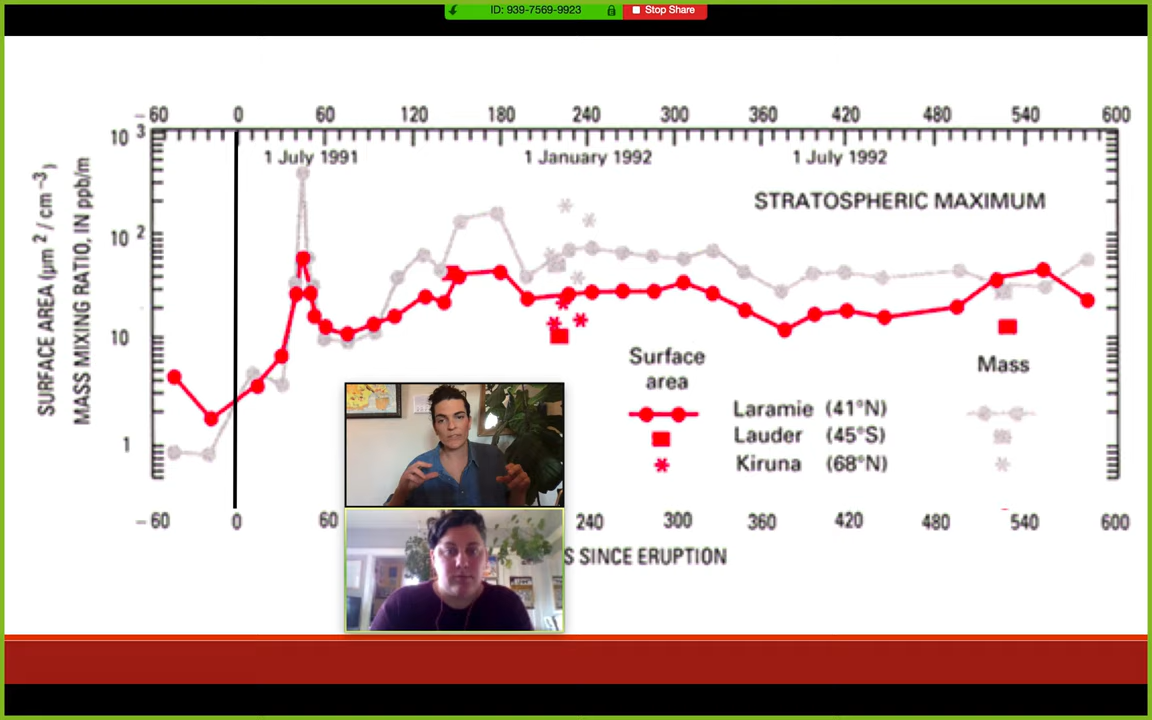 ID: 939-7569-9923 Stop Share
-60 0 60 120 180 240 300 360 420 480 540 600
10 3
1 July 1991 1 January 1992 1 July 1992
STRATOSPHERIC MAXIMUM
10 2
10
1
SURFACE AREA (μm 2 / cm -3)
MASS MIXING RATIO, IN ppb/m
Surface area
Mass
Laramie (41°N)
Lauder (45°S)
Kiruna (68°N)
-60 0 60 240 300 360 420 480 540 600
S SINCE ERUPTION